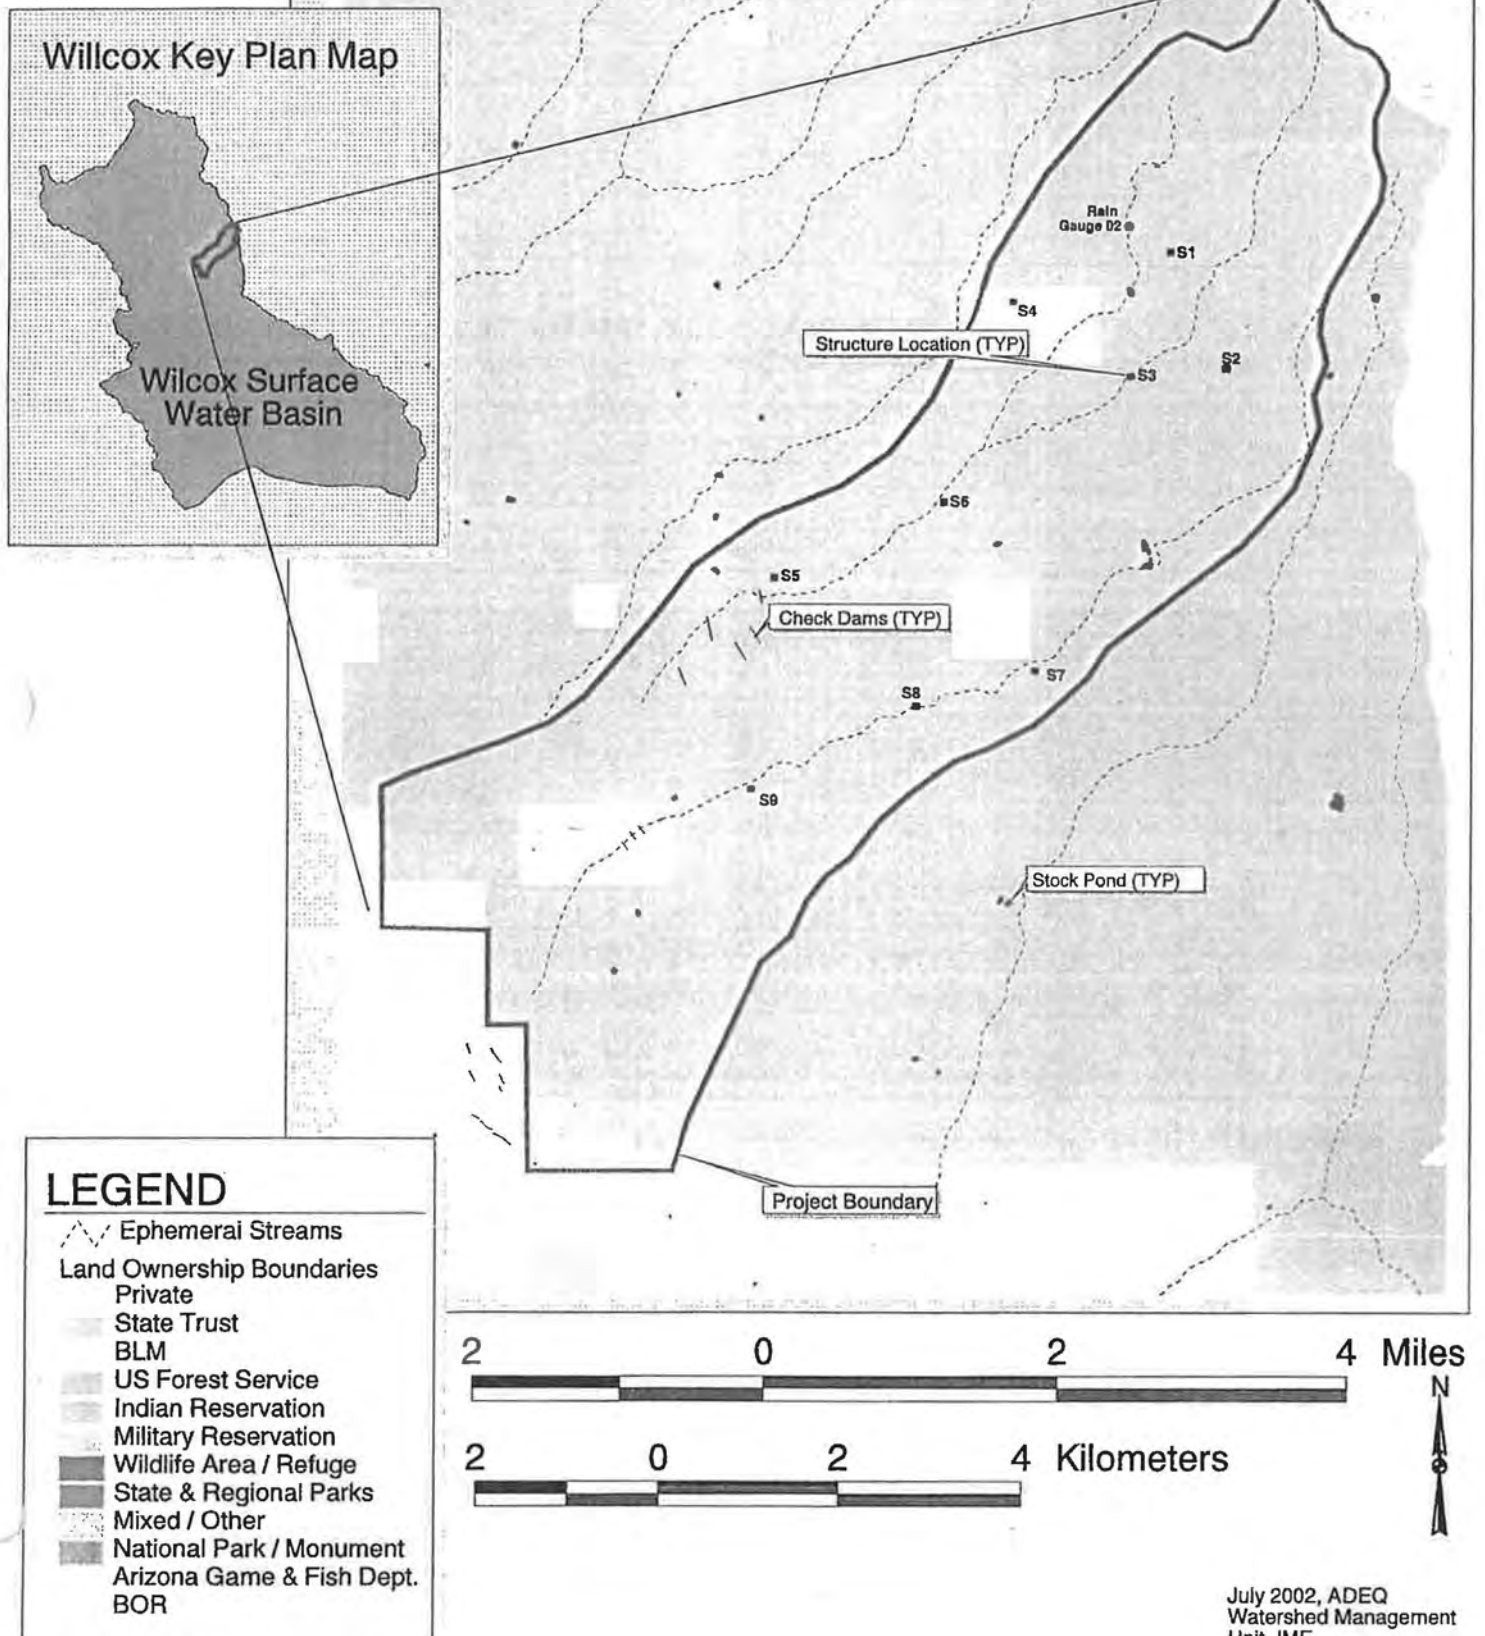 Willcox Key Plan Map
Wilcox Surface
Water Basin
Rain
Gauge 02
S1
S4
Structure Location (TYP)
S3
S2
S6
S5
Check Dams (TYP)
S7
S8
S9
Stock Pond (TYP)
Project Boundary
LEGEND
Ephemeral Streams
Land Ownership Boundaries
Private
State Trust
BLM
US Forest Service
Indian Reservation
Military Reservation
Wildlife Area / Refuge
State & Regional Parks
Mixed / Other
National Park / Monument
Arizona Game & Fish Dept.
BOR
2 0 2 4 Miles
2 0 2 4 Kilometers
N
July 2002, ADEQ
Watershed Management